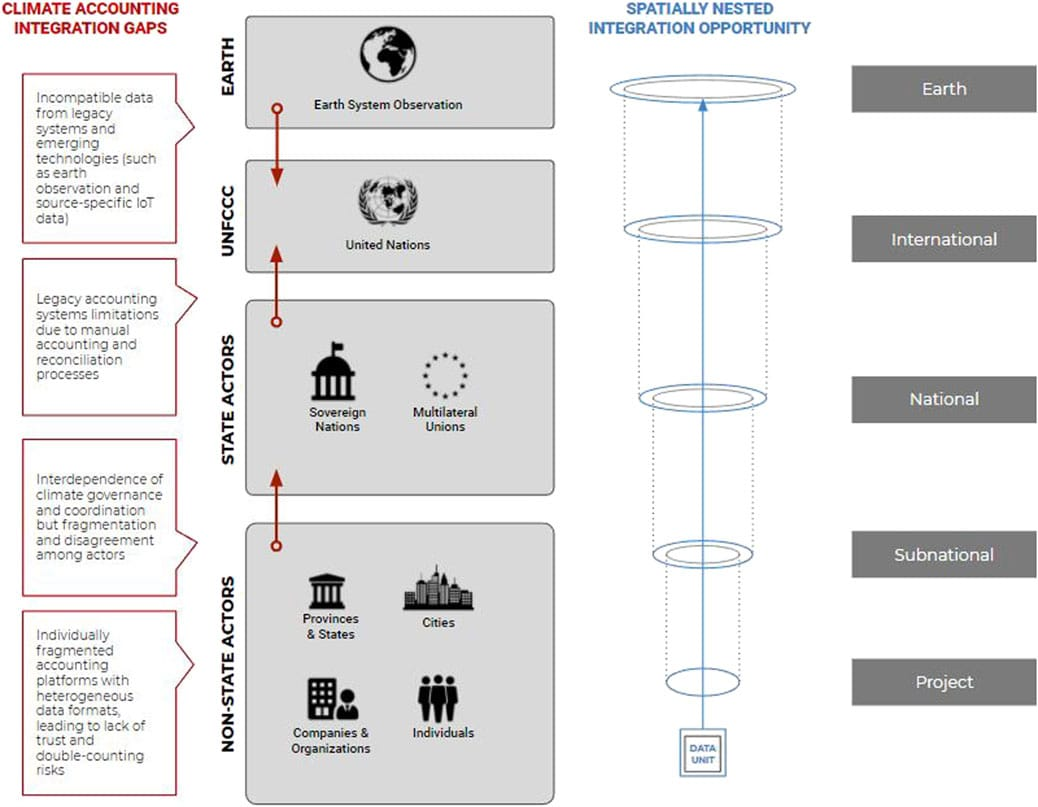 CLIMATE ACCOUNTING
INTEGRATION GAPS
Incompatible data
from legacy
systems and
emerging
technologies (such
as earth
observation and
source-specific IoT
data)
Legacy accounting
systems limitations
due to manual
accounting and
reconciliation
processes
Interdependence of
climate governance
and coordination
but fragmentation
and disagreement
among actors
Individually
fragmented
accounting
platforms with
heterogeneous
data formats,
leading to lack of
trust and
double-counting
risks
EARTH
Earth System Observation
UNFCCC
United Nations
STATE ACTORS
Sovereign
Nations
Multilateral
Unions
NON-STATE ACTORS
Provinces
& States
Cities
Companies &
Organizations
Individuals
SPATIALLY NESTED
INTEGRATION OPPORTUNITY
DATA
UNIT
Earth
International
National
Subnational
Project